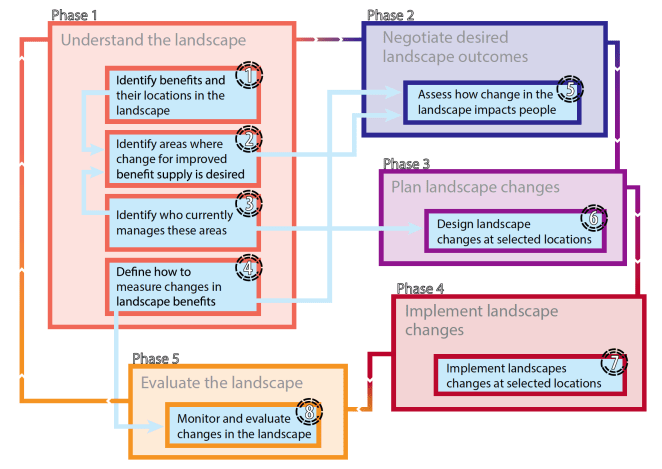 Phase 1
Understand the landscape
1
Identify benefits and
their locations in the
landscape
2
Identify areas where
change for improved
benefit supply is desired
3
Identify who currently
manages these areas
4
Define how to
measure changes in
landscape benefits
Phase 2
Negotiate desired
landscape outcomes
5
Assess how change in the
landscape impacts people
Phase 3
Plan landscape changes
6
Design landscape
changes at selected locations
Phase 4
Implement landscape
changes
7
Implement landscapes
changes at selected locations
Phase 5
Evaluate the landscape
8
Monitor and evaluate
changes in the landscape